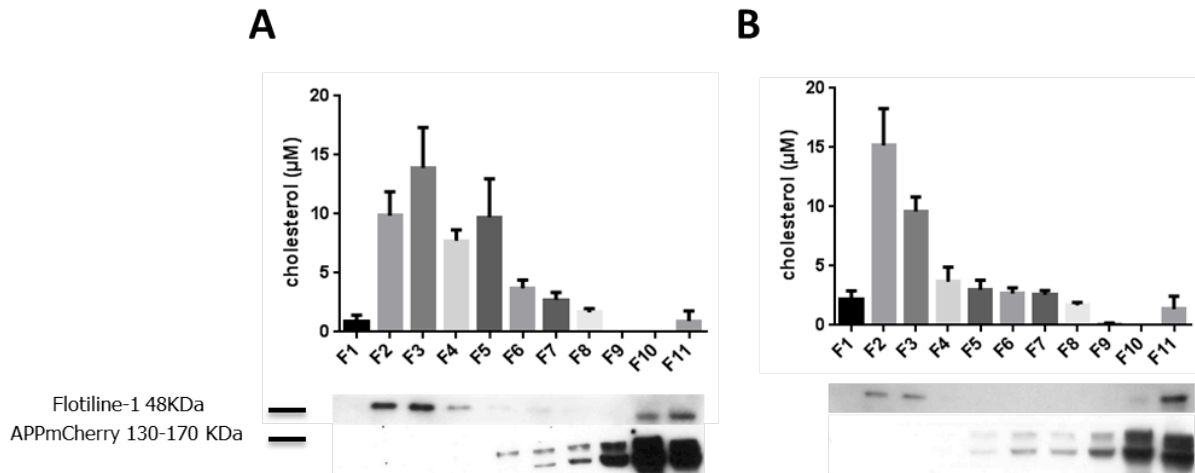 A
B
20
15
10
5
0
cholesterol (µM)
F1 F2 F3 F4 F5 F6 F7 F8 F9 F10 F11
20
15
10
5
0
cholesterol (µM)
F1 F2 F3 F4 F5 F6 F7 F8 F9 F10 F11
Flotiline-1 48KDa
APPmCherry 130-170 KDa